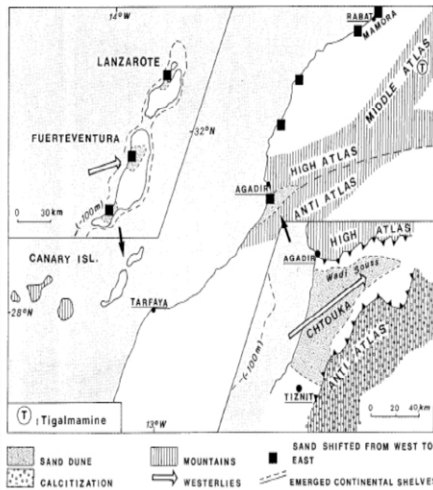 14°W
RABAT
MAMORA
LANZAROTE
MIDDLE ATLAS
T
FUERTEVENTURA
32°N
HIGH ATLAS
ANTI ATLAS
AGADIR
(-100m)
0 30km
CANARY ISL.
HIGH ATLAS
AGADIR
Wadi Souss
CHTOUKA
28°N
TARFAYA
(-100m)
ANTI ATLAS
TIZNIT
T : Tigalmamine
13°W
0 20 40km
SAND DUNE
MOUNTAINS
SAND SHIFTED FROM WEST TO
EAST
CALCITIZATION
WESTERLIES
EMERGED CONTINENTAL SHELVES